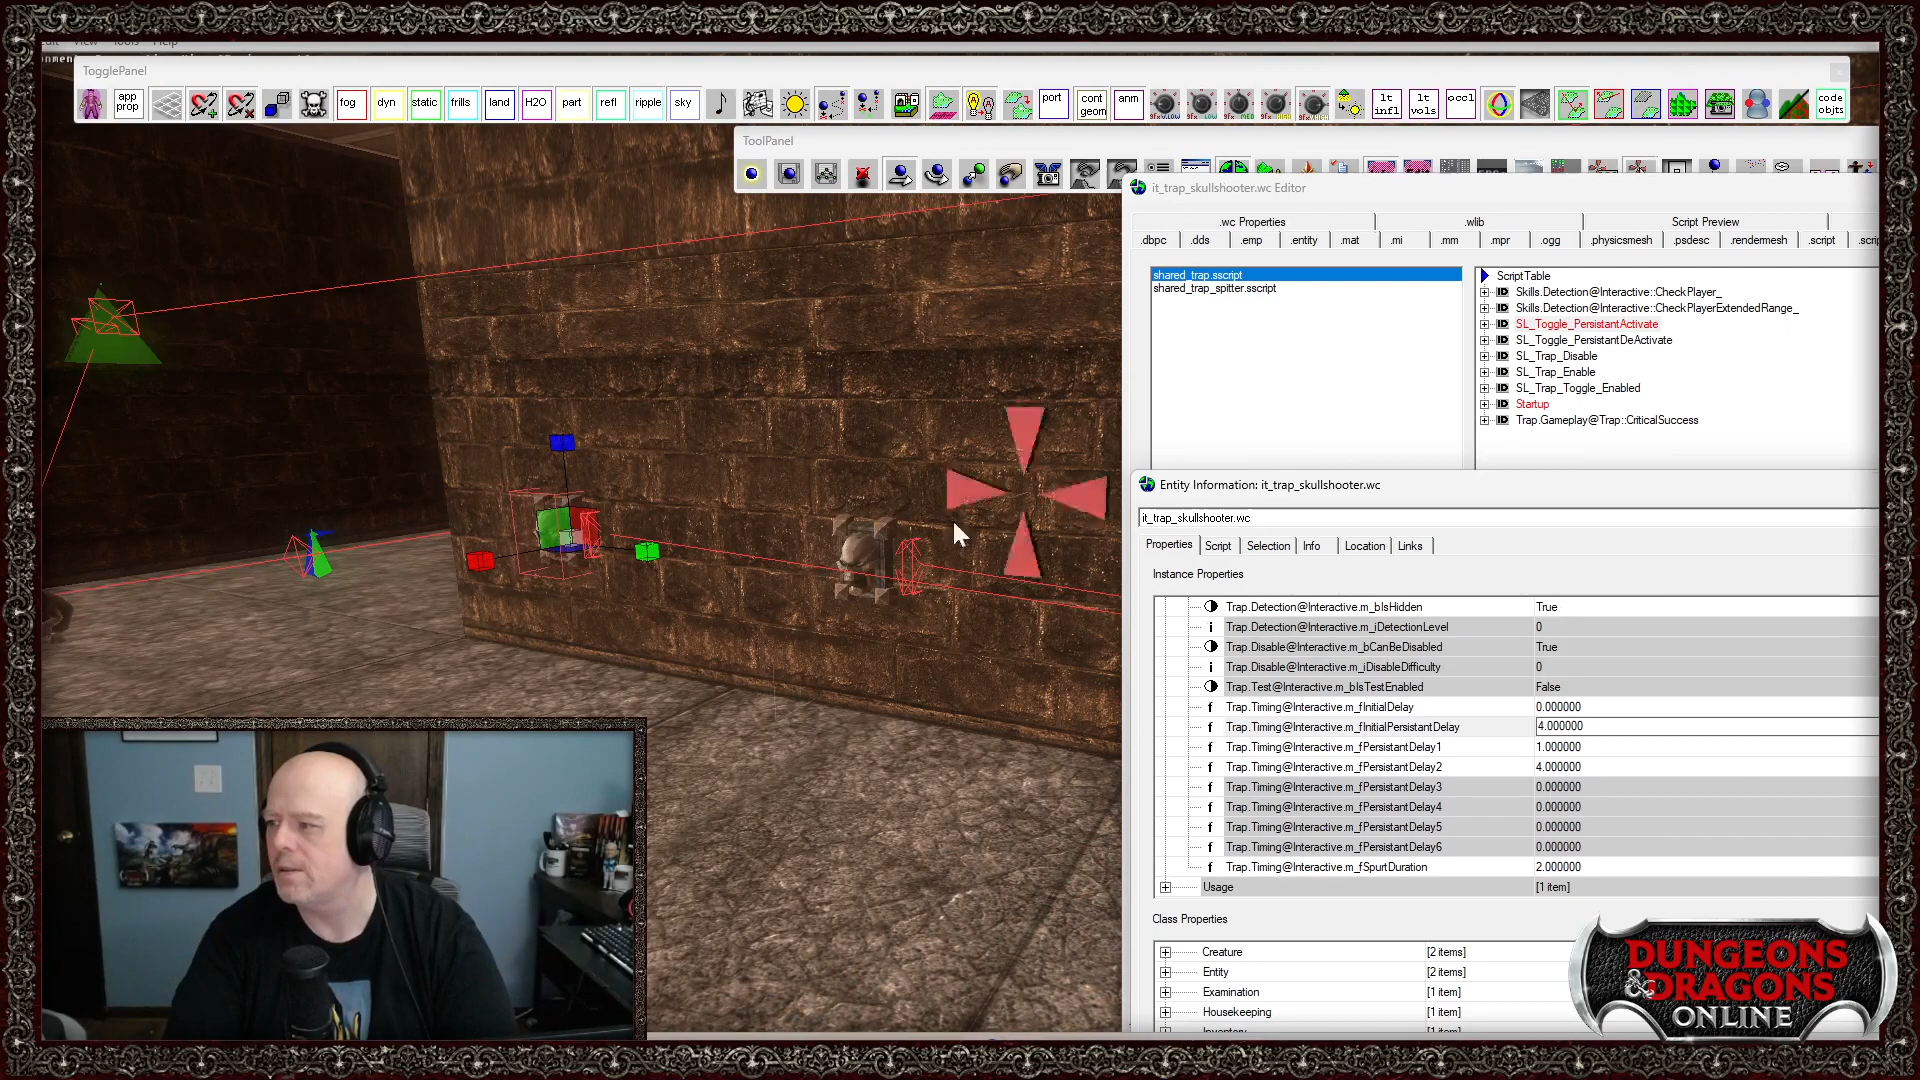 View Tools Help
TogglePanel
app prop
fog
dyn
static
frills
land
H2O
part
refl
ripple
sky
port
cont geom
anm
lt infl
lt vols
occl
code objts
ToolPanel
it_trap_skullshooter.wc Editor
.wc Properties
.wlib
Script Preview
.dbpc
.dds
.emp
.entity
.mat
.mi
.mm
.mpr
.ogg
.physicsmesh
.psdesc
.rendermesh
.script
shared_trap.sscript
shared_trap_spitter.sscript
ScriptTable
Skills.Detection@Interactive::CheckPlayer_
Skills.Detection@Interactive::CheckPlayerExtendedRange_
SL_Toggle_PersistantActivate
SL_Toggle_PersistantDeActivate
SL_Trap_Disable
SL_Trap_Enable
SL_Trap_Toggle_Enabled
Startup
Trap.Gameplay@Trap::CriticalSuccess
Entity Information: it_trap_skullshooter.wc
it_trap_skullshooter.wc
Properties Script Selection Info Location Links
Instance Properties
Trap.Detection@Interactive.m_bIsHidden True
Trap.Detection@Interactive.m_iDetectionLevel 0
Trap.Disable@Interactive.m_bCanBeDisabled True
Trap.Disable@Interactive.m_iDisableDifficulty 0
Trap.Test@Interactive.m_bIsTestEnabled False
Trap.Timing@Interactive.m_fInitialDelay 0.000000
Trap.Timing@Interactive.m_fInitialPersistantDelay 4.000000
Trap.Timing@Interactive.m_fPersistantDelay1 1.000000
Trap.Timing@Interactive.m_fPersistantDelay2 4.000000
Trap.Timing@Interactive.m_fPersistantDelay3 0.000000
Trap.Timing@Interactive.m_fPersistantDelay4 0.000000
Trap.Timing@Interactive.m_fPersistantDelay5 0.000000
Trap.Timing@Interactive.m_fPersistantDelay6 0.000000
Trap.Timing@Interactive.m_fSpurtDuration 2.000000
Usage [1 item]
Class Properties
Creature [2 items]
Entity [2 items]
Examination [1 item]
Housekeeping [1 item]
DUNGEONS
& DRAGONS
ONLINE